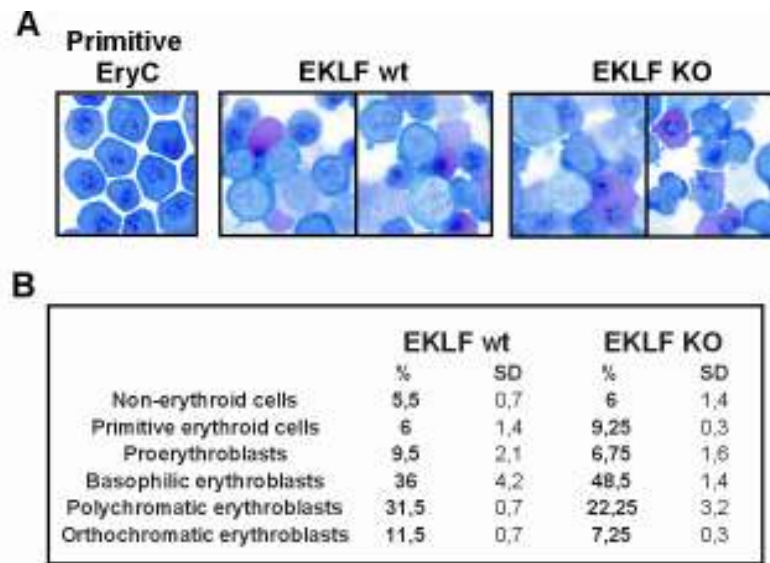 A
Primitive
EryC
EKLF wt
EKLF KO
B
EKLF wt EKLF KO
% SD % SD
Non-erythroid cells 5,5 0,7 6 1,4
Primitive erythroid cells 6 1,4 9,25 0,3
Proerythroblasts 9,5 2,1 6,75 1,6
Basophilic erythroblasts 36 4,2 48,5 1,4
Polychromatic erythroblasts 31,5 0,7 22,25 3,2
Orthochromatic erythroblasts 11,5 0,7 7,25 0,3